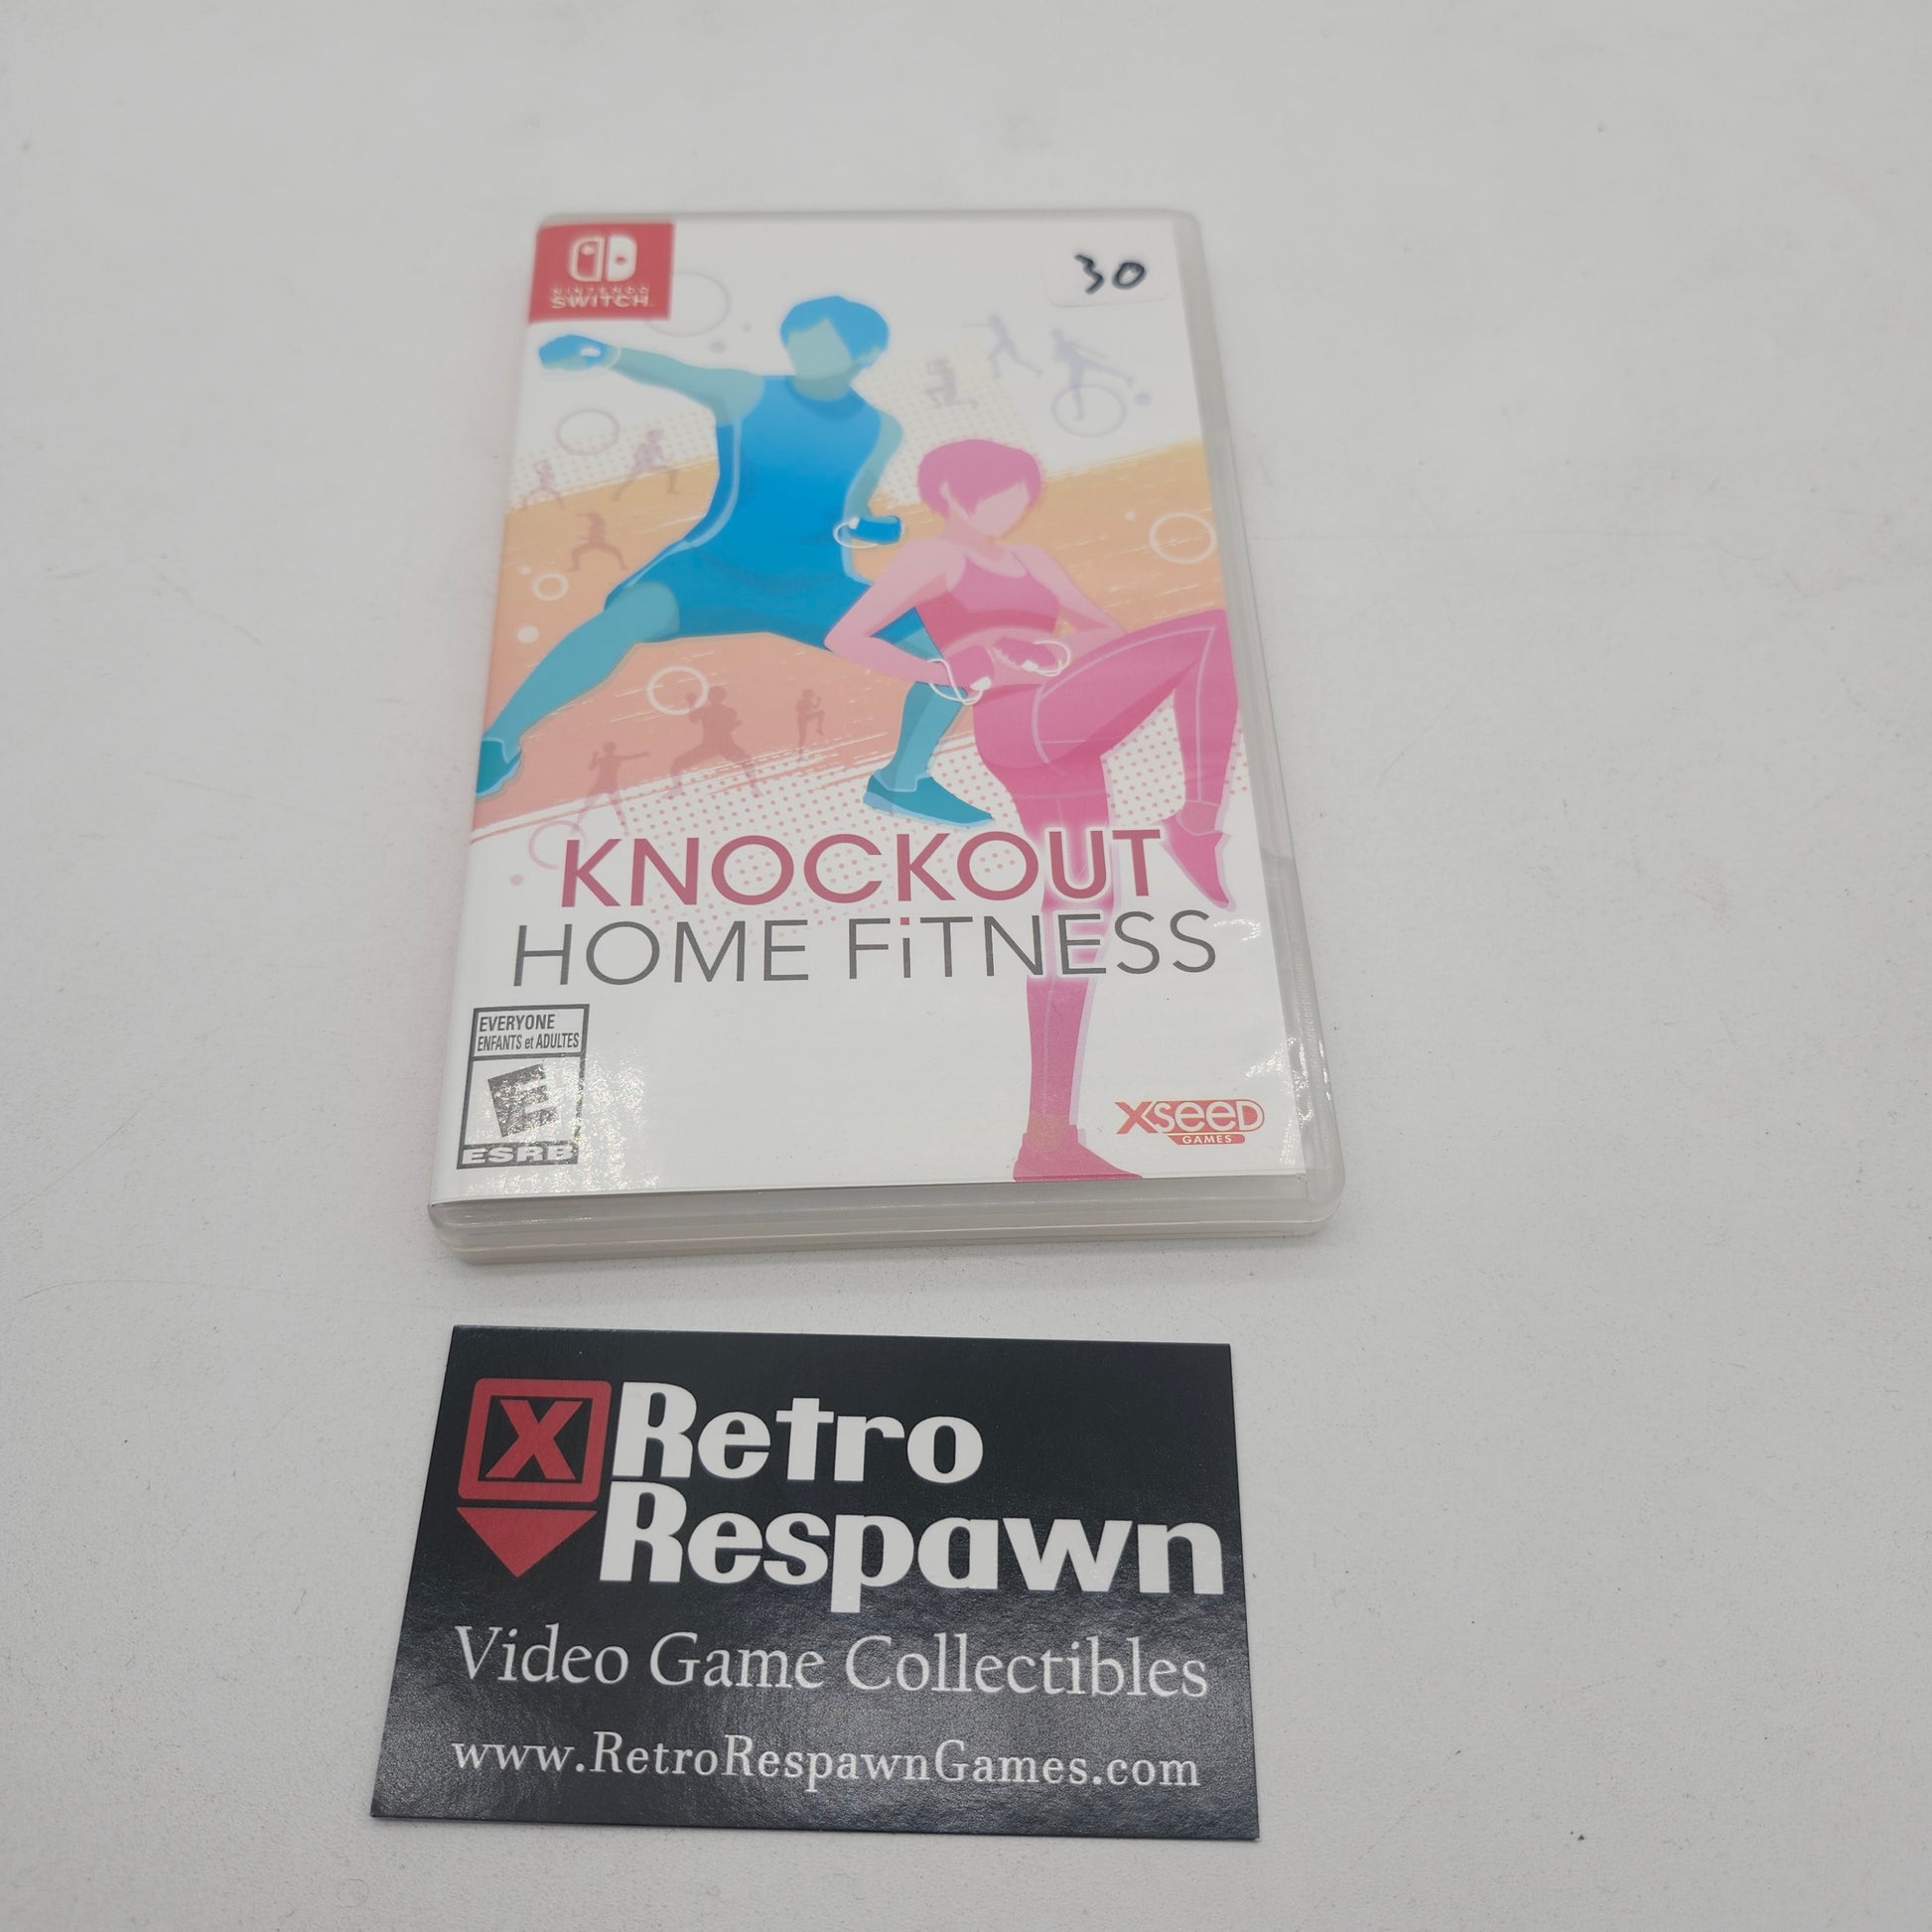 NINTENDO
SWITCH
30
KNOCKOUT
HOME FiTNESS
EVERYONE
ENFANTS et ADULTES
E
ESRB
XSEED
GAMES
X
Retro
Respawn
Video Game Collectibles
www.RetroRespawnGames.com